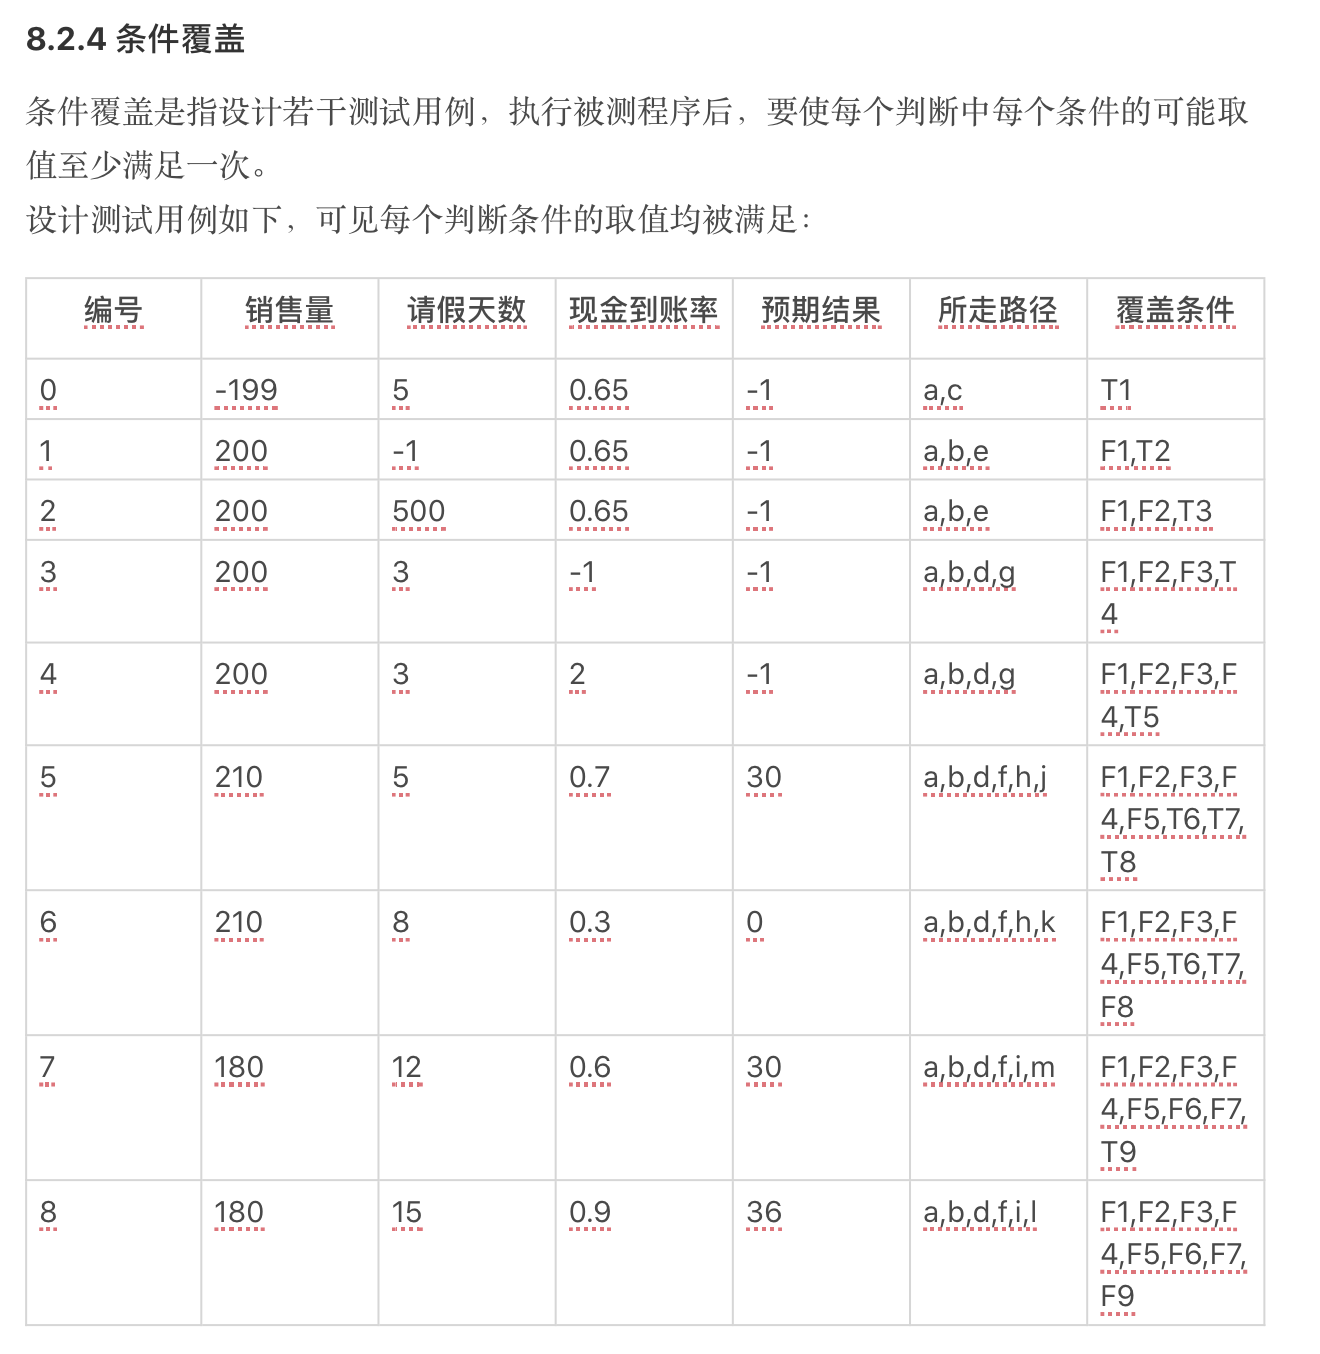 8.2.4 条件覆盖
条件覆盖是指设计若干测试用例，执行被测程序后，要使每个判断中每个条件的可能取
值至少满足一次。
设计测试用例如下，可见每个判断条件的取值均被满足：
编号 销售量 请假天数 现金到账率 预期结果 所走路径 覆盖条件
0 -199 5 0.65 -1 a,c T1
1 200 -1 0.65 -1 a,b,e F1,T2
2 200 500 0.65 -1 a,b,e F1,F2,T3
3 200 3 -1 -1 a,b,d,g F1,F2,F3,T
4
4 200 3 2 -1 a,b,d,g F1,F2,F3,F
4,T5
5 210 5 0.7 30 a,b,d,f,h,j F1,F2,F3,F
4,F5,T6,T7,
T8
6 210 8 0.3 0 a,b,d,f,h,k F1,F2,F3,F
4,F5,T6,T7,
F8
7 180 12 0.6 30 a,b,d,f,i,m F1,F2,F3,F
4,F5,F6,F7,
T9
8 180 15 0.9 36 a,b,d,f,i,l F1,F2,F3,F
4,F5,F6,F7,
F9